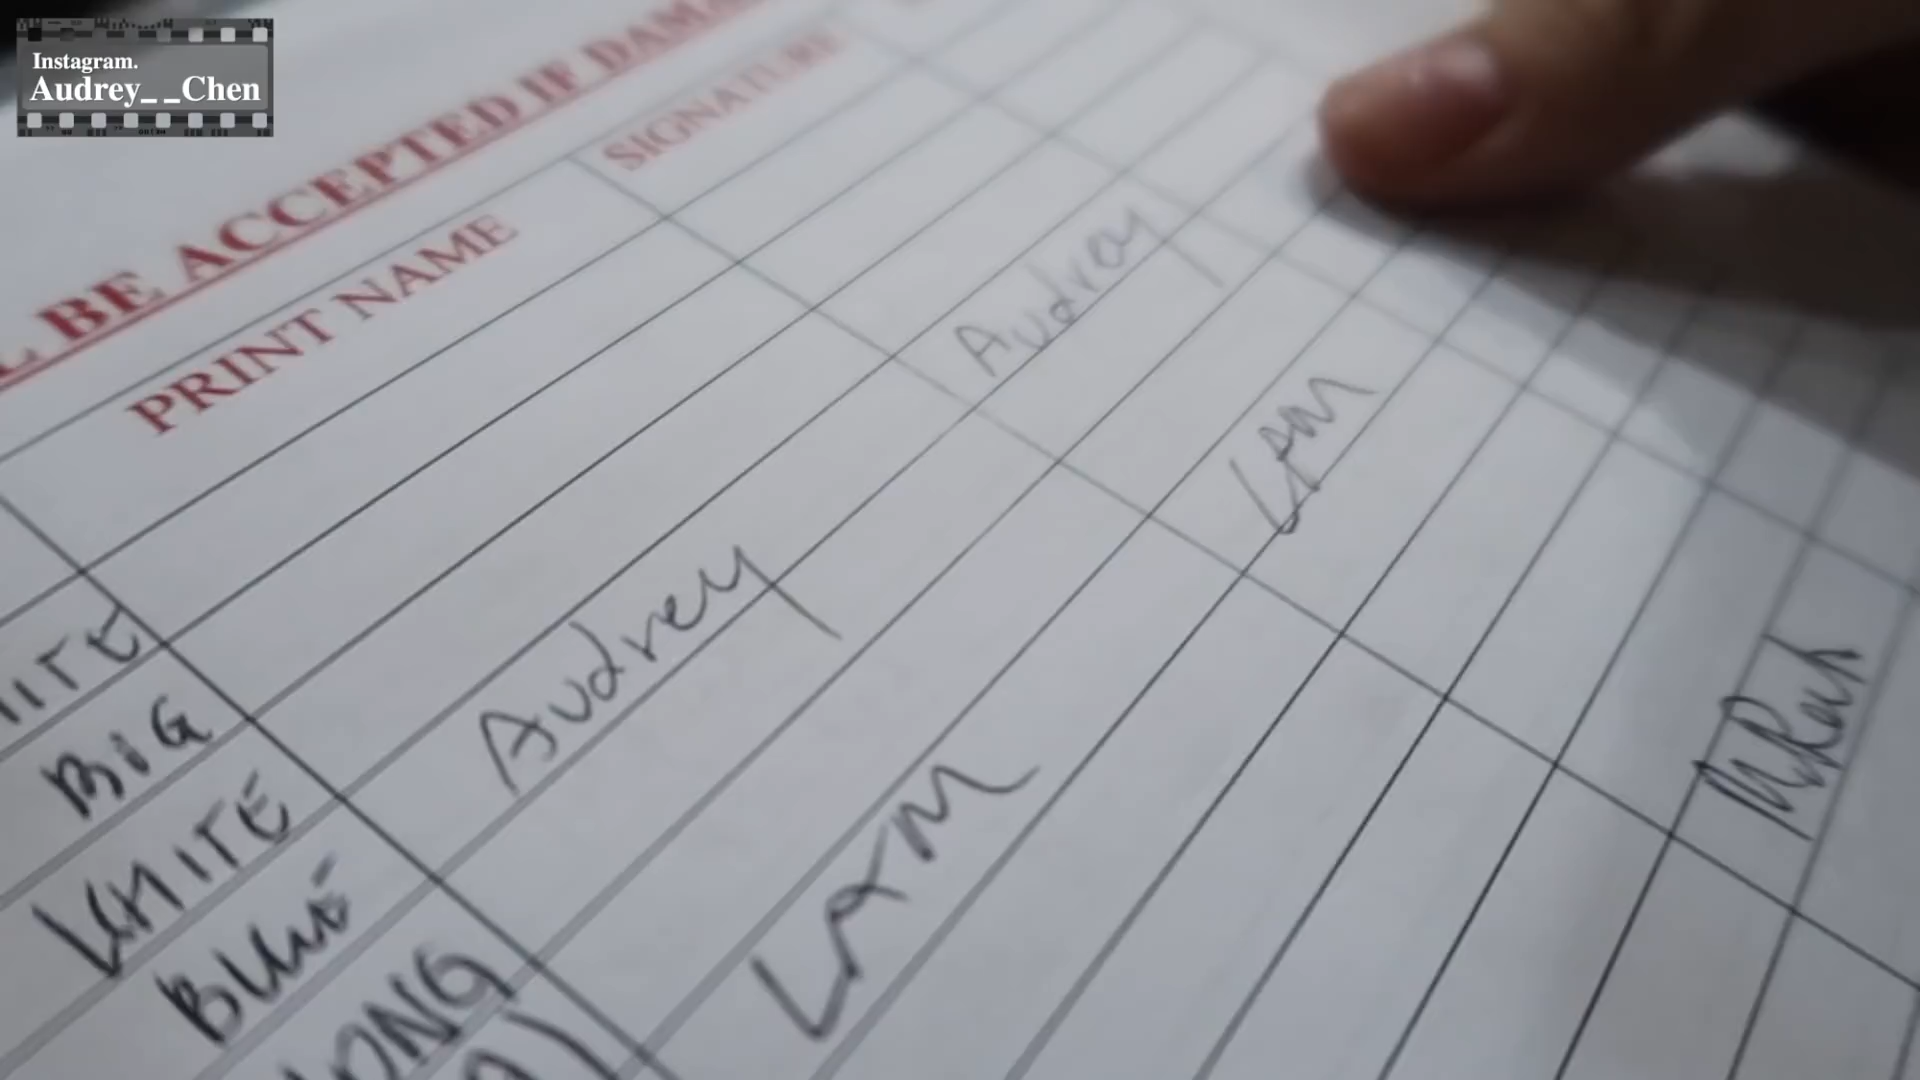 Instagram.
Audrey__Chen
L BE ACCEPTED IF DAMA
PRINT NAME
SIGNATURE
Audrey
Audrey
LAM
LAM
BIG
WHITE
BLUE